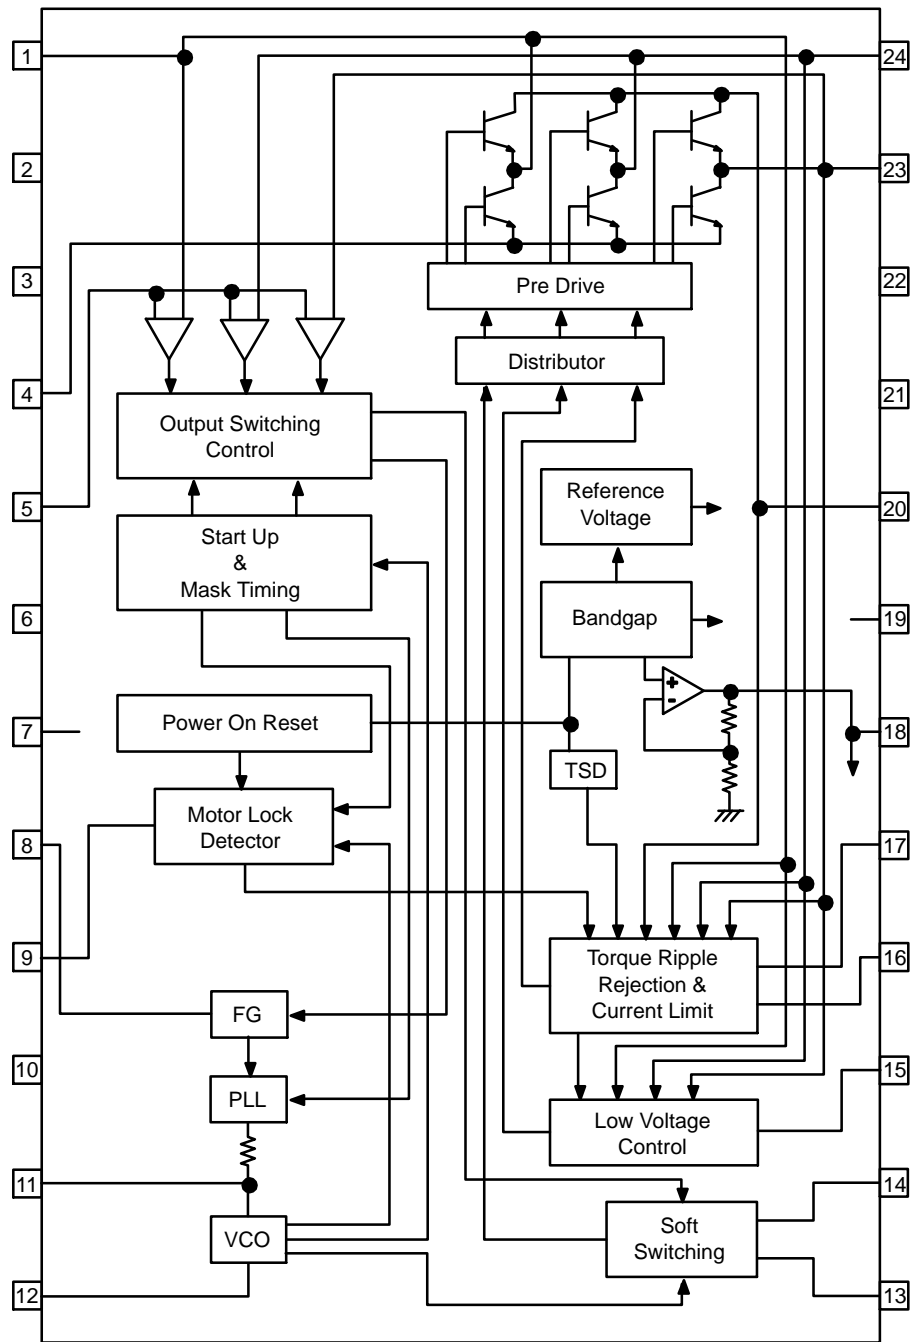 1
24
2
23
3
Pre Drive
22
Distributor
4
21
Output Switching
Control
5
Reference
Voltage
20
Start Up
&
Mask Timing
6
Bandgap
19
+
-
7
Power On Reset
18
TSD
Motor Lock
Detector
8
17
9
Torque Ripple
Rejection &
Current Limit
16
FG
10
PLL
15
Low Voltage
Control
11
14
VCO
Soft
Switching
12
13